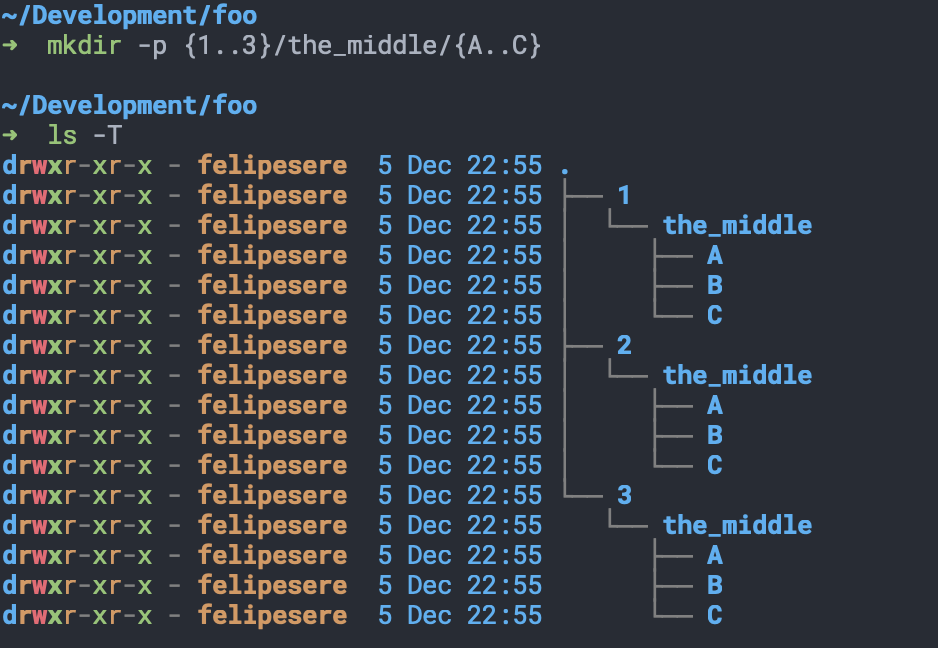 ~/Development/foo
➜  mkdir -p {1..3}/the_middle/{A..C}

~/Development/foo
➜  ls -T
drwxr-xr-x - felipesere  5 Dec 22:55 .
drwxr-xr-x - felipesere  5 Dec 22:55 ├── 1
drwxr-xr-x - felipesere  5 Dec 22:55 │  └── the_middle
drwxr-xr-x - felipesere  5 Dec 22:55 │     ├── A
drwxr-xr-x - felipesere  5 Dec 22:55 │     ├── B
drwxr-xr-x - felipesere  5 Dec 22:55 │     └── C
drwxr-xr-x - felipesere  5 Dec 22:55 ├── 2
drwxr-xr-x - felipesere  5 Dec 22:55 │  └── the_middle
drwxr-xr-x - felipesere  5 Dec 22:55 │     ├── A
drwxr-xr-x - felipesere  5 Dec 22:55 │     ├── B
drwxr-xr-x - felipesere  5 Dec 22:55 │     └── C
drwxr-xr-x - felipesere  5 Dec 22:55 └── 3
drwxr-xr-x - felipesere  5 Dec 22:55    └── the_middle
drwxr-xr-x - felipesere  5 Dec 22:55       ├── A
drwxr-xr-x - felipesere  5 Dec 22:55       ├── B
drwxr-xr-x - felipesere  5 Dec 22:55       └── C